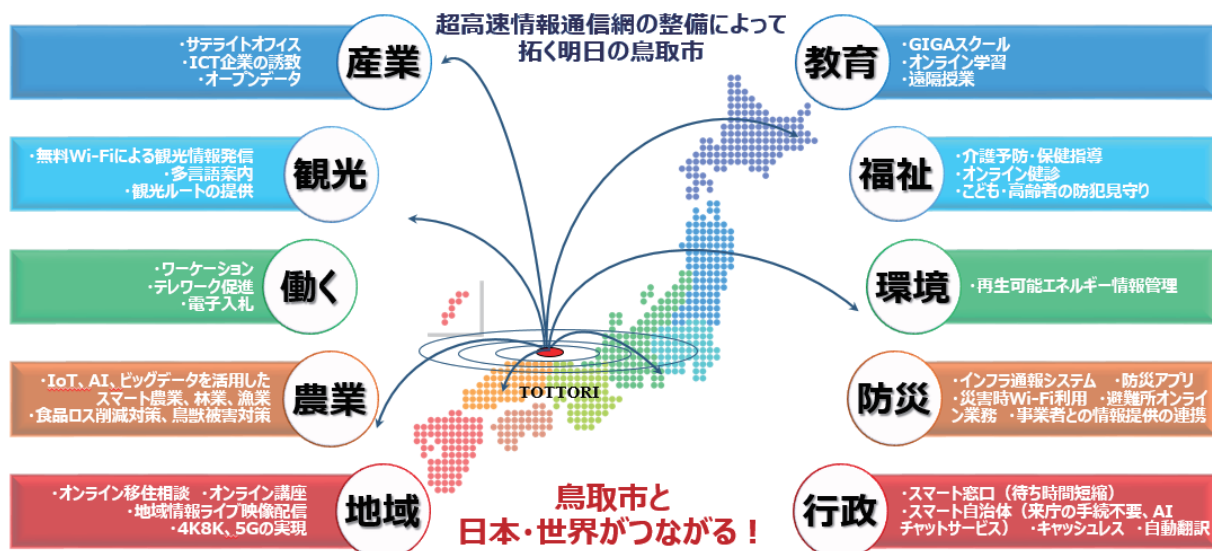 超高速情報通信網の整備によって
拓く明日の鳥取市
・サテライトオフィス
・ICT企業の誘致
・オープンデータ
産業
・無料Wi-Fiによる観光情報発信
・多言語案内
・観光ルートの提供
観光
・ワーケーション
・テレワーク促進
・電子入札
働く
・IoT、AI、ビッグデータを活用した
スマート農業、林業、漁業
・食品ロス削減対策、鳥獣被害対策
農業
・オンライン移住相談 ・オンライン講座
・地域情報ライブ映像配信
・4K8K、5Gの実現
地域
教育
・GIGAスクール
・オンライン学習
・遠隔授業
福祉
・介護予防・保健指導
・オンライン健診
・こども・高齢者の防犯見守り
環境
・再生可能エネルギー情報管理
防災
・インフラ通報システム ・防災アプリ
・災害時Wi-Fi利用 ・避難所オンライ
ン業務 ・事業者との情報提供の連携
行政
・スマート窓口（待ち時間短縮）
・スマート自治体（来庁の手続不要、AI
チャットサービス） ・キャッシュレス ・自動翻訳
TOTTORI
鳥取市と
日本・世界がつながる！